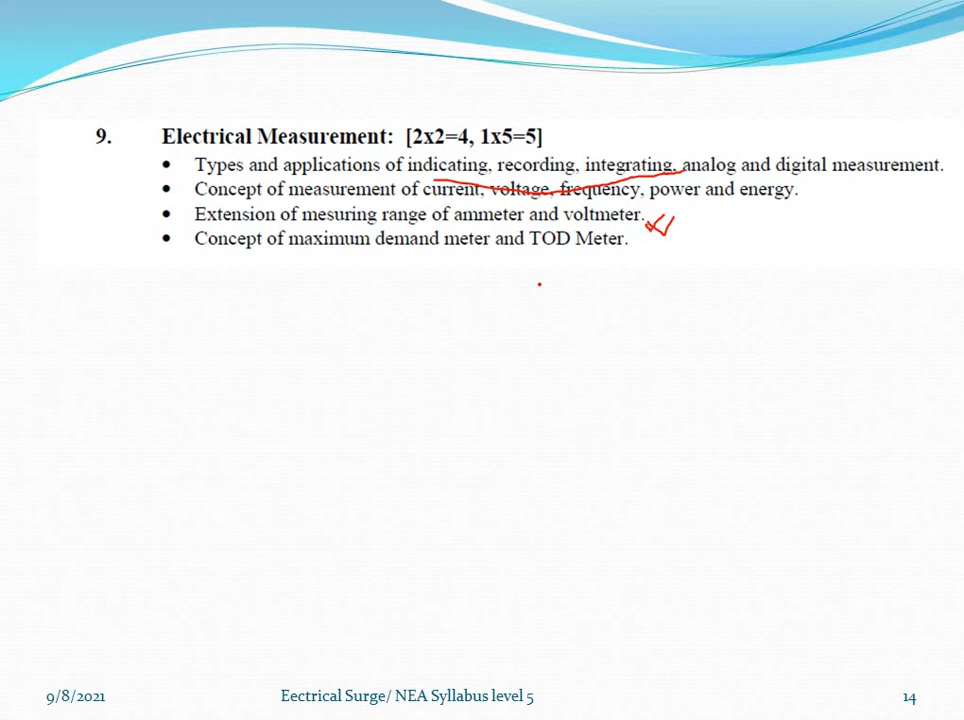 9. Electrical Measurement: [2x2=4, 1x5=5]
• Types and applications of indicating, recording, integrating, analog and digital measurement.
• Concept of measurement of current, voltage, frequency, power and energy.
• Extension of mesuring range of ammeter and voltmeter.
• Concept of maximum demand meter and TOD Meter.
9/8/2021 Eectrical Surge/ NEA Syllabus level 5 14